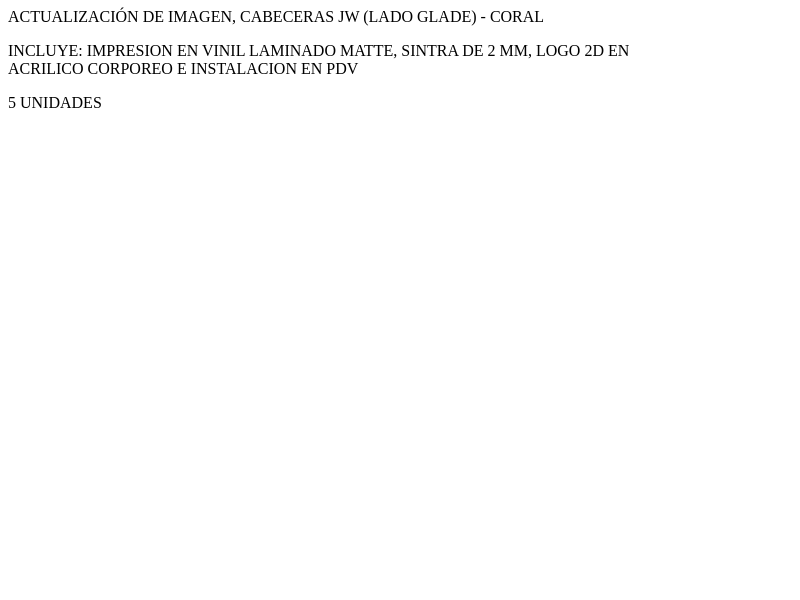 ACTUALIZACIÓN DE IMAGEN, CABECERAS JW (LADO GLADE) - CORAL
INCLUYE: IMPRESION EN VINIL LAMINADO MATTE, SINTRA DE 2 MM, LOGO 2D EN
ACRILICO CORPOREO E INSTALACION EN PDV
5 UNIDADES